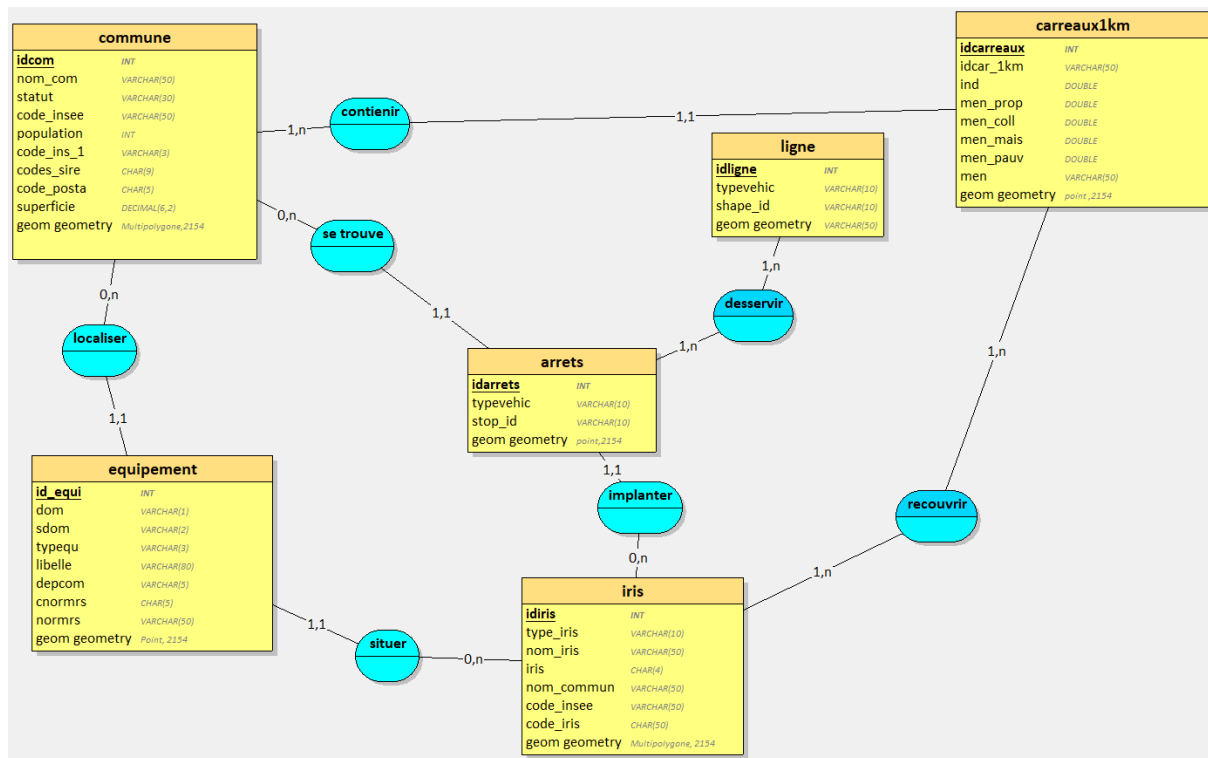 commune
idcom INT
nom_com VARCHAR(50)
statut VARCHAR(30)
code_insee VARCHAR(50)
population INT
code_ins_1 VARCHAR(3)
codes_sire CHAR(9)
code_posta CHAR(5)
superficie DECIMAL(6,2)
geom geometry Multipolygone,2154
carreaux1km
idcarreaux INT
idcar_1km VARCHAR(50)
ind DOUBLE
men_prop DOUBLE
men_coll DOUBLE
men_mais DOUBLE
men_pauv DOUBLE
men VARCHAR(50)
geom geometry point ,2154
contienir
1,n
1,1
ligne
idligne INT
typevehic VARCHAR(10)
shape_id VARCHAR(10)
geom geometry VARCHAR(50)
0,n
se trouve
1,1
1,n
desservir
1,n
0,n
localiser
1,1
arrets
idarrets INT
typevehic VARCHAR(10)
stop_id VARCHAR(10)
geom geometry point,2154
1,n
equipement
id_equi INT
dom VARCHAR(1)
sdom VARCHAR(2)
typequ VARCHAR(3)
libelle VARCHAR(80)
depcom VARCHAR(5)
cnormrs CHAR(5)
normrs VARCHAR(50)
geom geometry Point, 2154
1,1
implanter
0,n
recouvrir
1,n
1,1
situer
0,n
iris
idiris INT
type_iris VARCHAR(10)
nom_iris VARCHAR(50)
iris CHAR(4)
nom_commun VARCHAR(50)
code_insee VARCHAR(50)
code_iris CHAR(50)
geom geometry Multipolygone, 2154